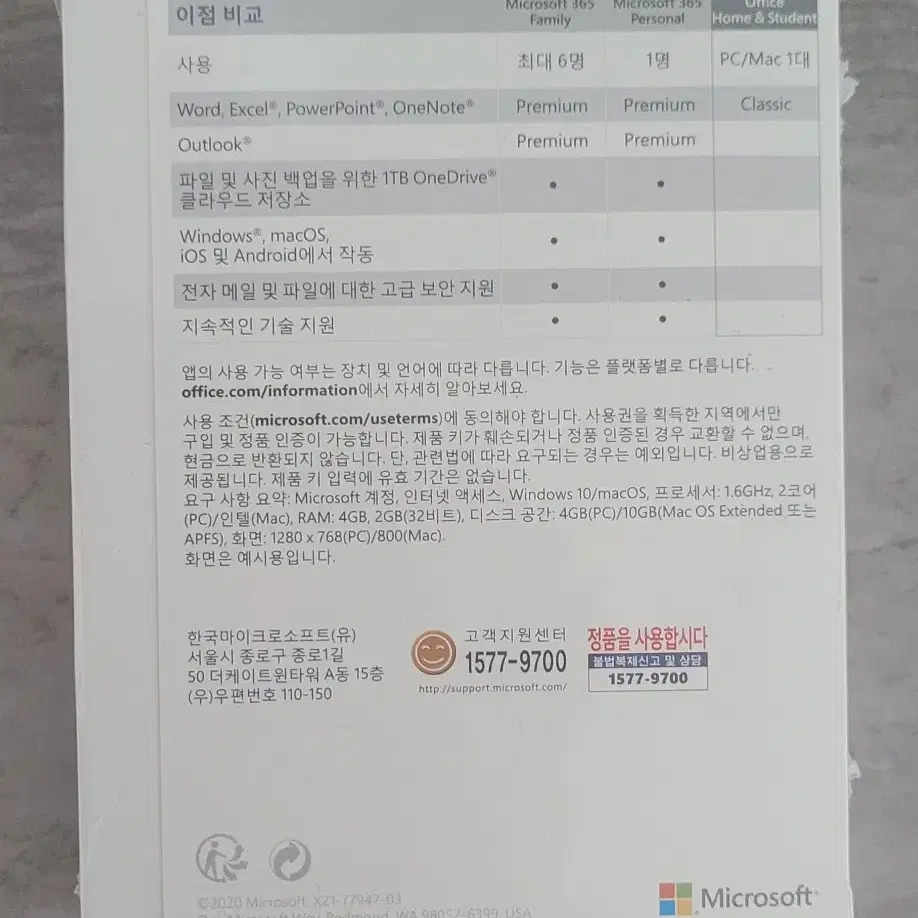 이점 비교
Microsoft 365 Family
Microsoft 365 Personal
Office Home & Student
사용 최대 6명 1명 PC/Mac 1대
Word, Excel®, PowerPoint®, OneNote® Premium Premium Classic
Outlook® Premium Premium
파일 및 사진 백업을 위한 1TB OneDrive® • •
클라우드 저장소
Windows®, macOS, • •
iOS 및 Android에서 작동
전자 메일 및 파일에 대한 고급 보안 지원 • •
지속적인 기술 지원 • •
앱의 사용 가능 여부는 장치 및 언어에 따라 다릅니다. 기능은 플랫폼별로 다릅니다.
office.com/information에서 자세히 알아보세요.
사용 조건(microsoft.com/useterms)에 동의해야 합니다. 사용권을 획득한 지역에서만
구입 및 정품 인증이 가능합니다. 제품 키가 훼손되거나 정품 인증된 경우 교환할 수 없으며,
현금으로 반환되지 않습니다. 단, 관련법에 따라 요구되는 경우는 예외입니다. 비상업용으로
제공됩니다. 제품 키 입력에 유효 기간은 없습니다.
요구 사항 요약: Microsoft 계정, 인터넷 액세스, Windows 10/macOS, 프로세서: 1.6GHz, 2코어
(PC)/인텔(Mac), RAM: 4GB, 2GB(32비트), 디스크 공간: 4GB(PC)/10GB(Mac OS Extended 또는
APFS), 화면: 1280 x 768(PC)/800(Mac).
화면은 예시용입니다.
한국마이크로소프트(유)
서울시 종로구 종로1길
50 더케이트윈타워 A동 15층
(우)우편번호 110-150
고객지원센터
1577-9700
http://support.microsoft.com/
정품을 사용합시다
불법복제신고 및 상담
1577-9700
©2020 Microsoft. X21-77947-03
Microsoft Way, Redmond, WA 98052-6399, USA
Microsoft